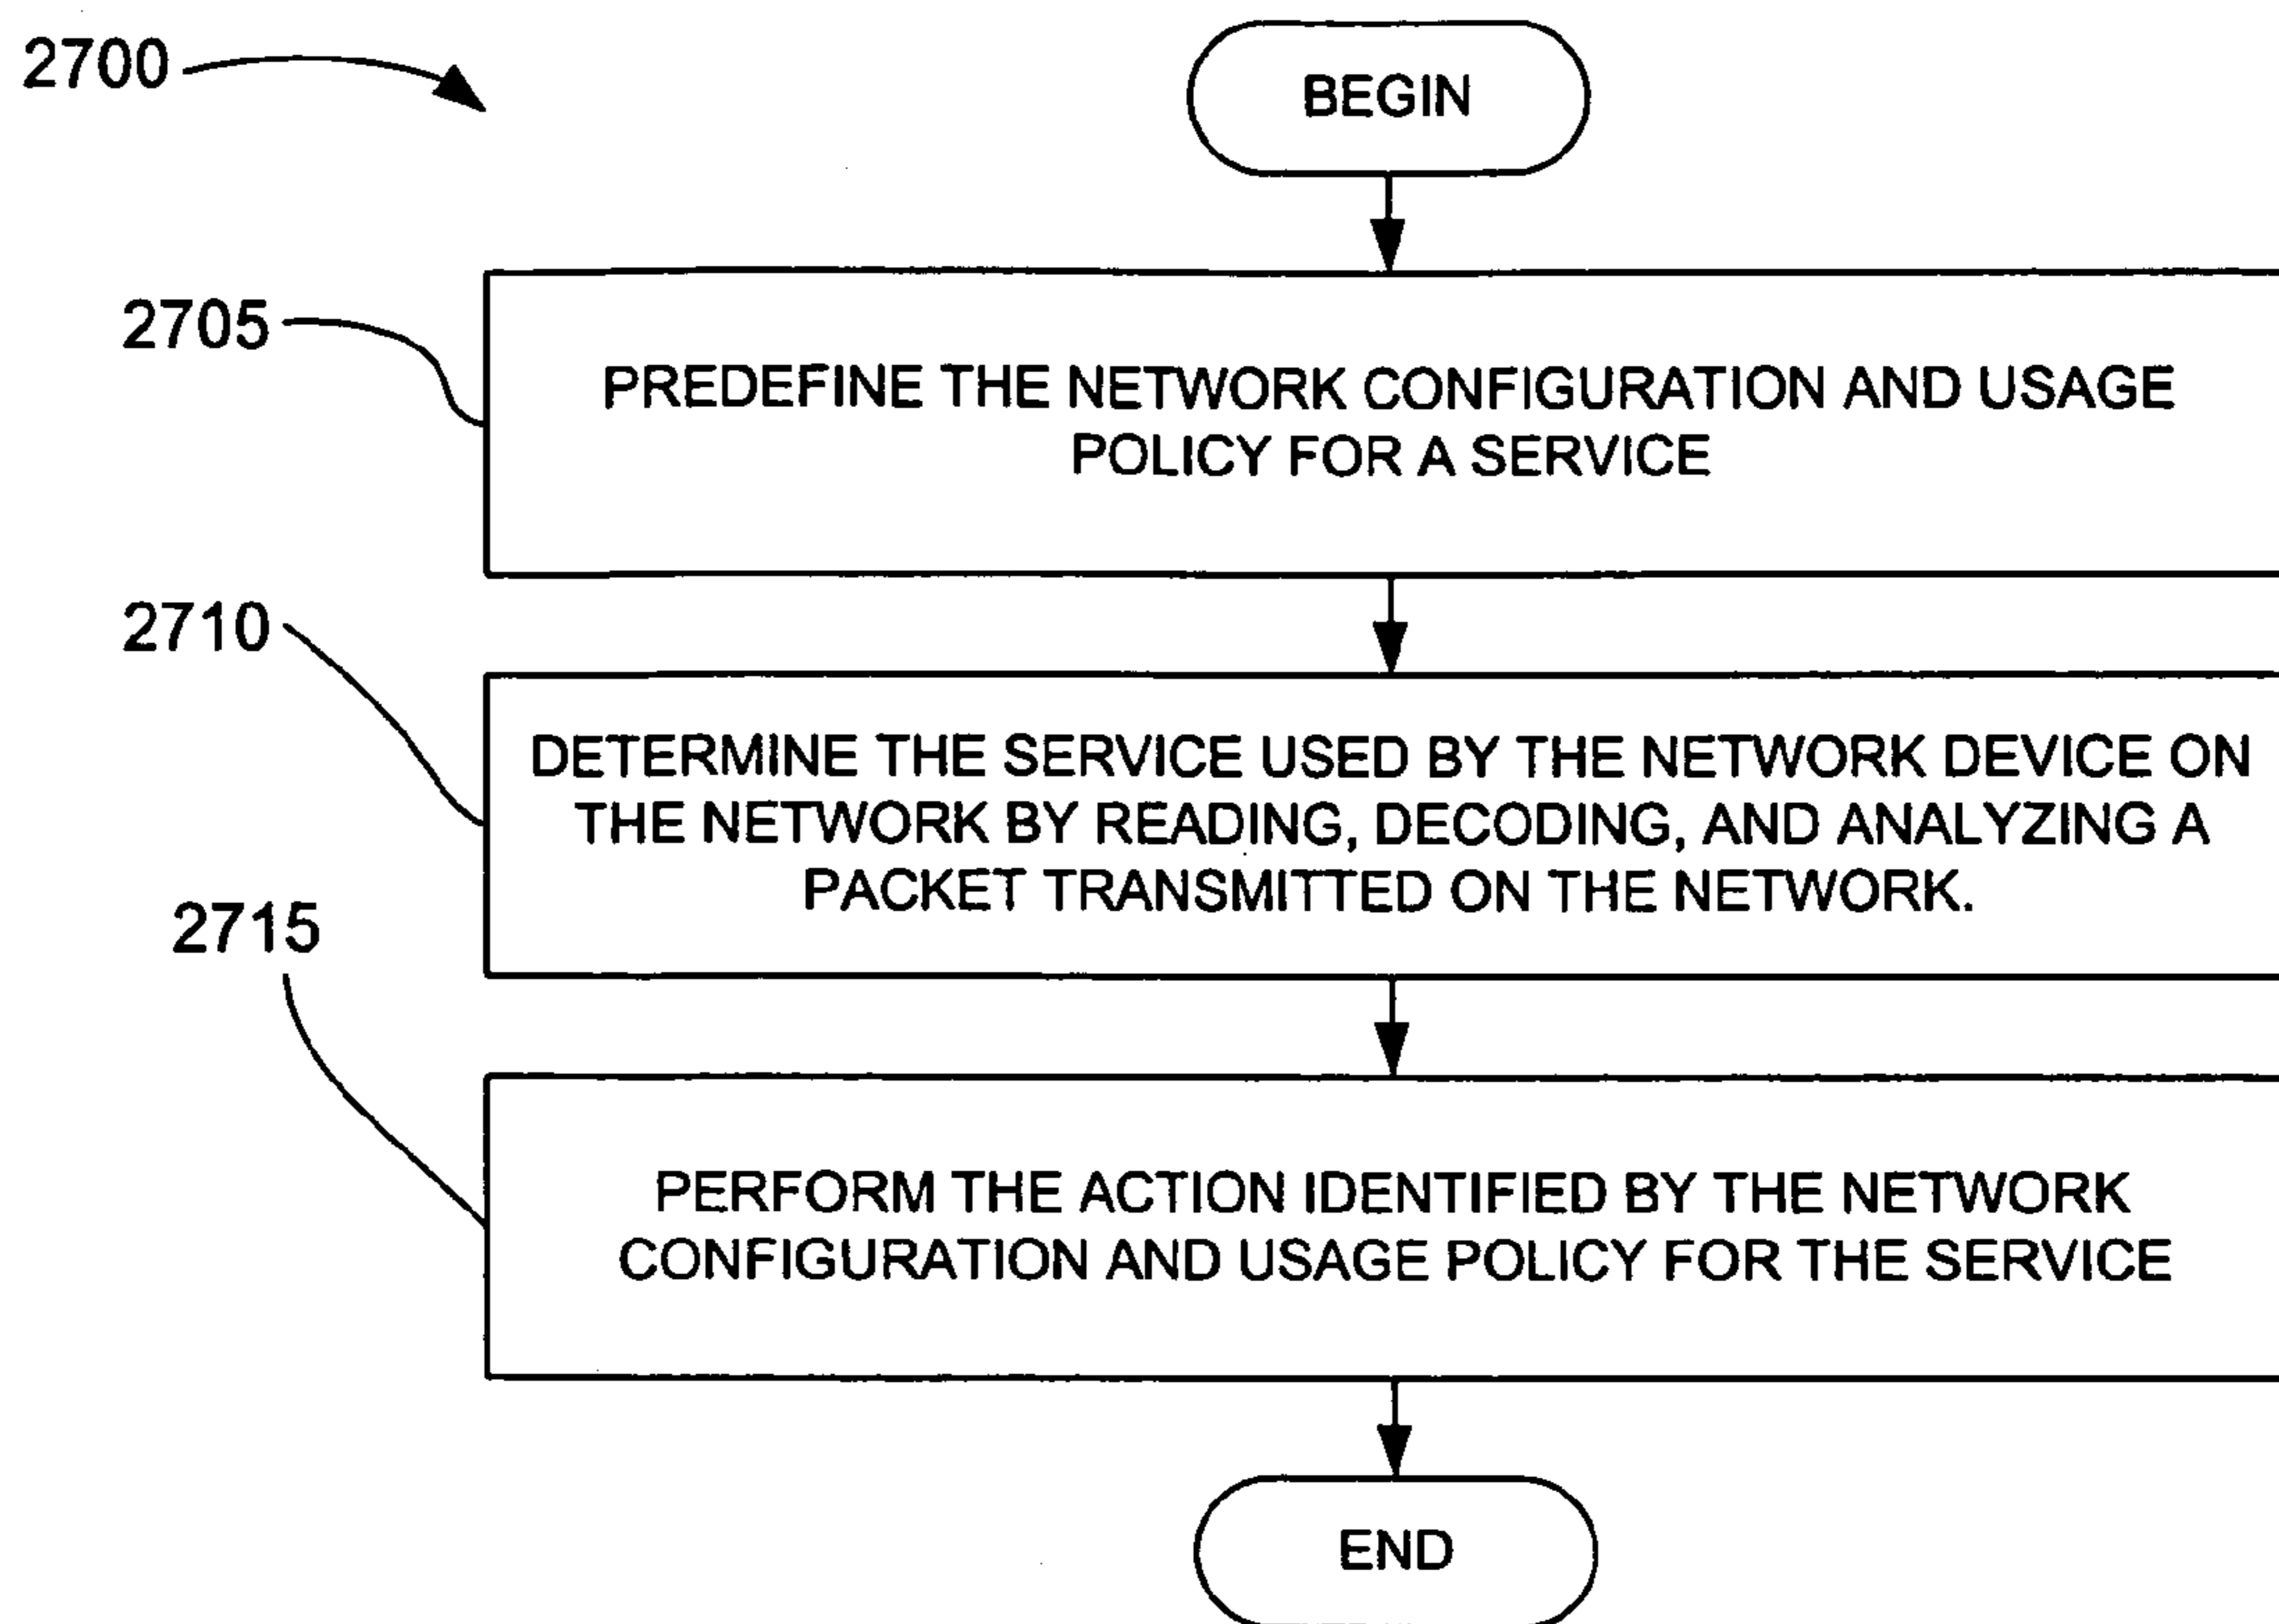 2700
BEGIN
2705
PREDEFINE THE NETWORK CONFIGURATION AND USAGE
POLICY FOR A SERVICE
2710
DETERMINE THE SERVICE USED BY THE NETWORK DEVICE ON
THE NETWORK BY READING, DECODING, AND ANALYZING A
PACKET TRANSMITTED ON THE NETWORK.
2715
PERFORM THE ACTION IDENTIFIED BY THE NETWORK
CONFIGURATION AND USAGE POLICY FOR THE SERVICE
END